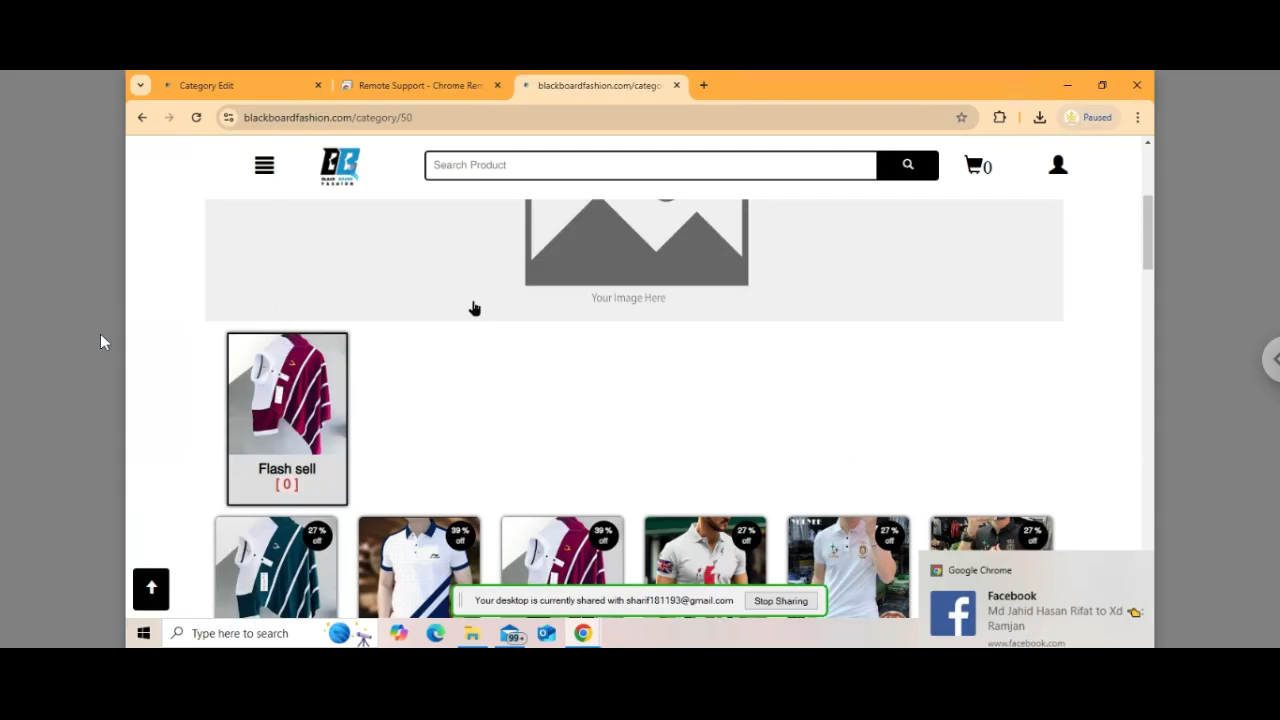 Category Edit
Remote Support - Chrome Rem
blackboardfashion.com/catego
blackboardfashion.com/category/50
Paused
BB
FASHION
Search Product
0
Your Image Here
Flash sell
[ 0 ]
27 %
off
39 %
off
39 %
off
27 %
off
27 %
off
27 %
off
Google Chrome
Facebook
Md Jahid Hasan Rifat to Xd 👈:
Ramjan
www.facebook.com
Your desktop is currently shared with sharif181193@gmail.com
Stop Sharing
Type here to search
99+